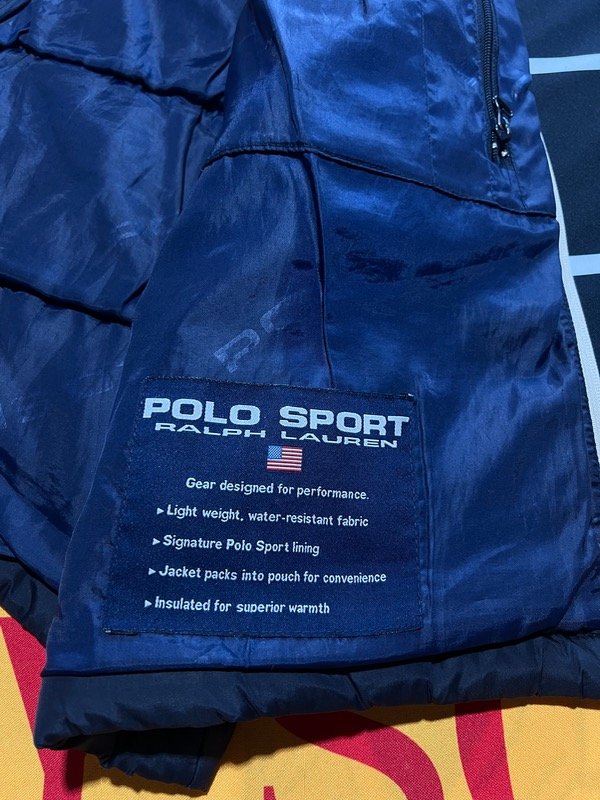 POLO SPORT
RALPH LAUREN
Gear designed for performance.
▸Light weight, water-resistant fabric
▸Signature Polo Sport lining
▸Jacket packs into pouch for convenience
▸Insulated for superior warmth